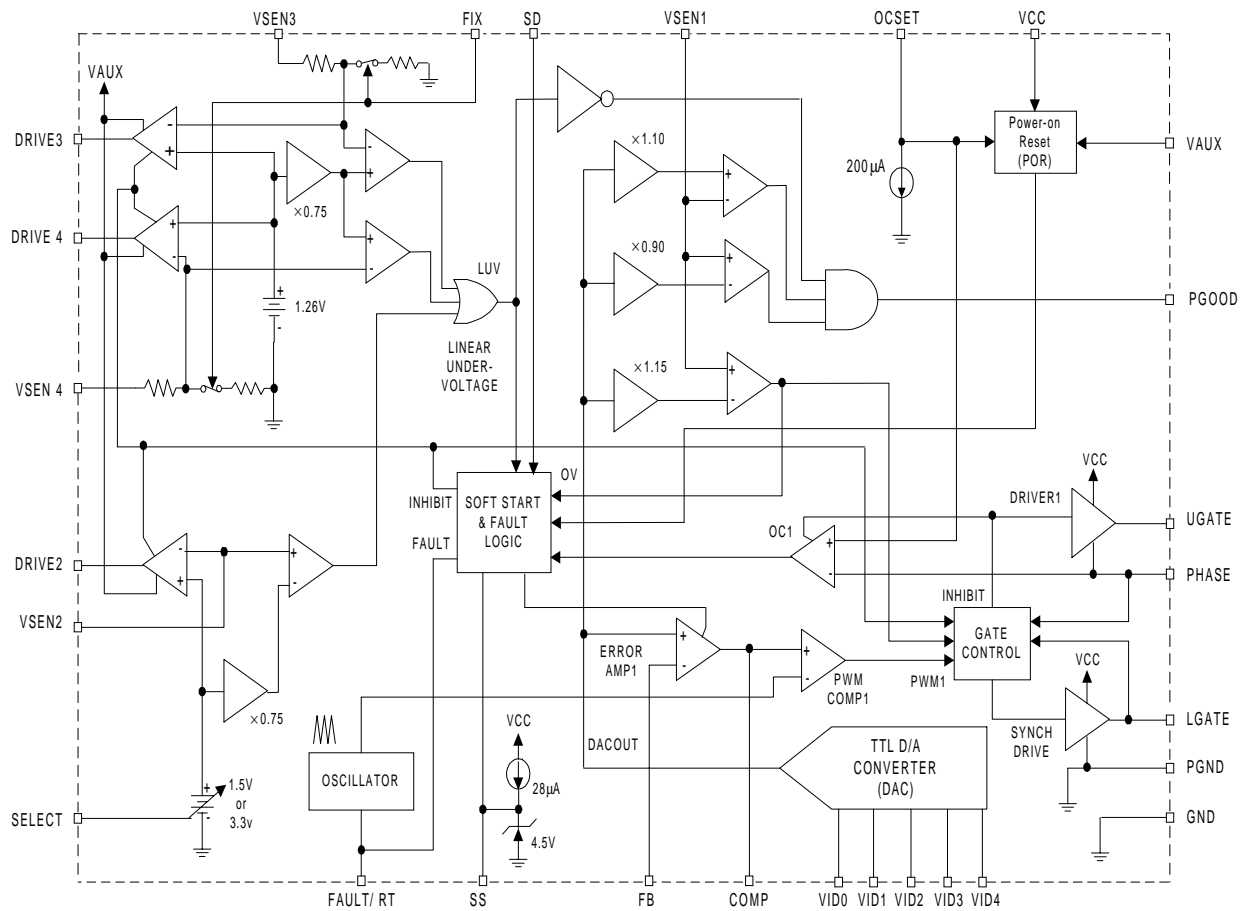 VSEN3
FIX
SD
VSEN1
OCSET
VCC
VAUX
DRIVE3
-
+
-
+
×0.75
×1.10
+
-
200µA
Power-on
Reset
(POR)
VAUX
DRIVE 4
+
-
+
-
×0.90
+
-
LUV
1.26V
+
-
PGOOD
LINEAR
UNDER-
VOLTAGE
×1.15
+
-
VSEN 4
INHIBIT
SOFT START
& FAULT
LOGIC
OV
FAULT
VCC
DRIVER1
UGATE
OC1
+
-
PHASE
DRIVE2
-
+
+
-
VSEN2
INHIBIT
GATE
CONTROL
PWM1
ERROR
AMP1
+
-
+
-
PWM
COMP1
×0.75
VCC
SYNCH
DRIVE
LGATE
VCC
DACOUT
TTL D/A
CONVERTER
(DAC)
PGND
OSCILLATOR
28µA
+
1.5V
or
3.3v
-
SELECT
4.5V
GND
FAULT/ RT
SS
FB
COMP
VID0
VID1
VID2
VID3
VID4